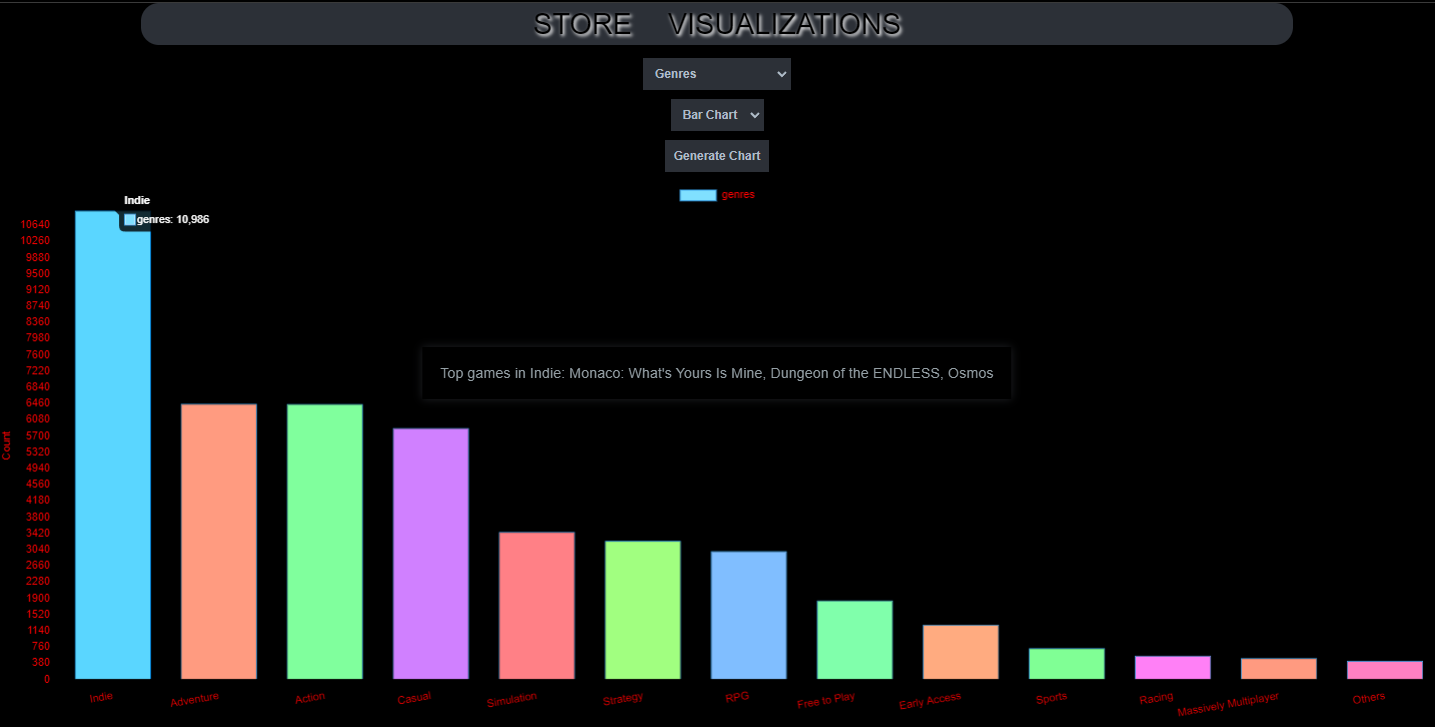 STORE VISUALIZATIONS
Genres
Bar Chart
Generate Chart
genres
Indie
genres: 10,986
10640
10260
9880
9500
9120
8740
8360
7980
7600
7220
6840
6460
6080
5700
5320
4940
4560
4180
3800
3420
3040
2660
2280
1900
1520
1140
760
380
0
Count
Top games in Indie: Monaco: What's Yours Is Mine, Dungeon of the ENDLESS, Osmos
Indie
Adventure
Action
Casual
Simulation
Strategy
RPG
Free to Play
Early Access
Sports
Racing
Massively Multiplayer
Others